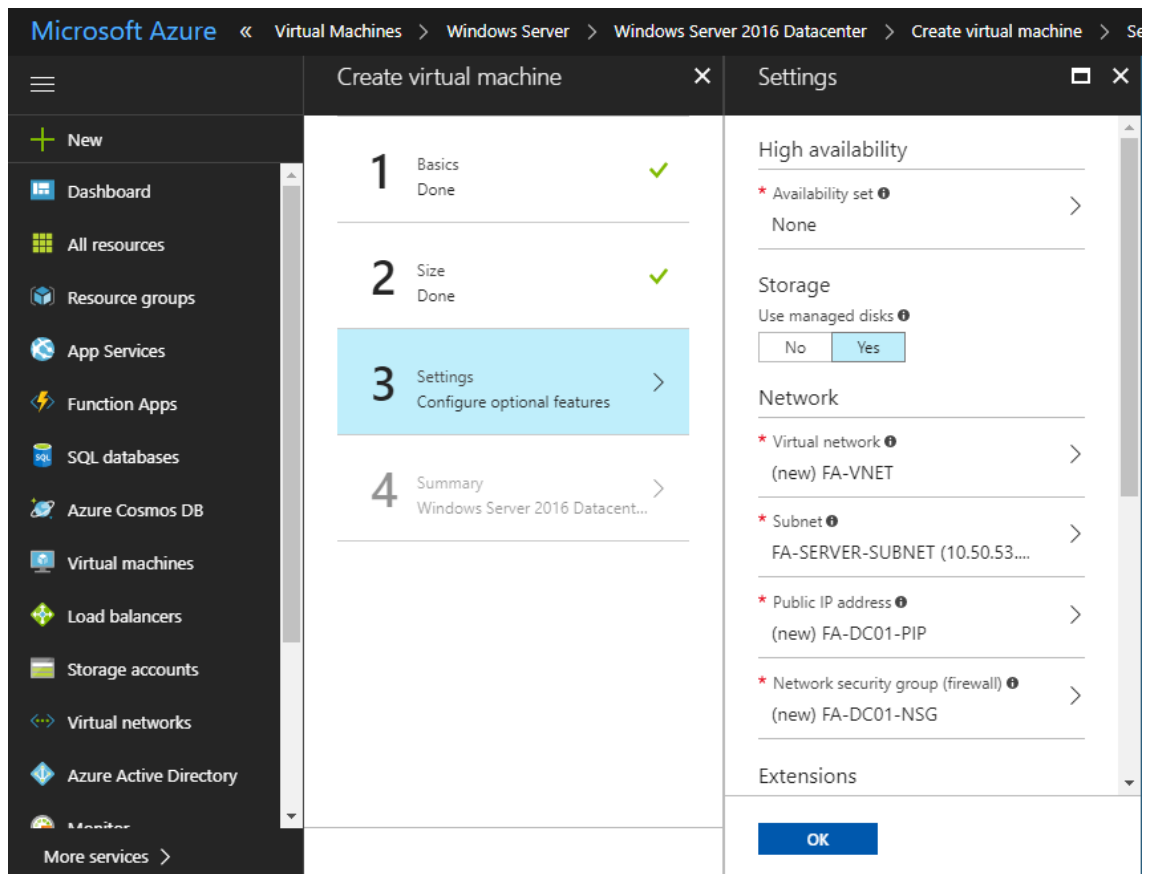 Microsoft Azure « Virtual Machines > Windows Server > Windows Server 2016 Datacenter > Create virtual machine > Se
New
Dashboard
All resources
Resource groups
App Services
Function Apps
SQL databases
Azure Cosmos DB
Virtual machines
Load balancers
Storage accounts
Virtual networks
Azure Active Directory
Monitor
More services >
Create virtual machine
1
Basics
Done
2
Size
Done
3
Settings
Configure optional features
4
Summary
Windows Server 2016 Datacent...
Settings
High availability
* Availability set
None
Storage
Use managed disks
No Yes
Network
* Virtual network
(new) FA-VNET
* Subnet
FA-SERVER-SUBNET (10.50.53....
* Public IP address
(new) FA-DC01-PIP
* Network security group (firewall)
(new) FA-DC01-NSG
Extensions
OK